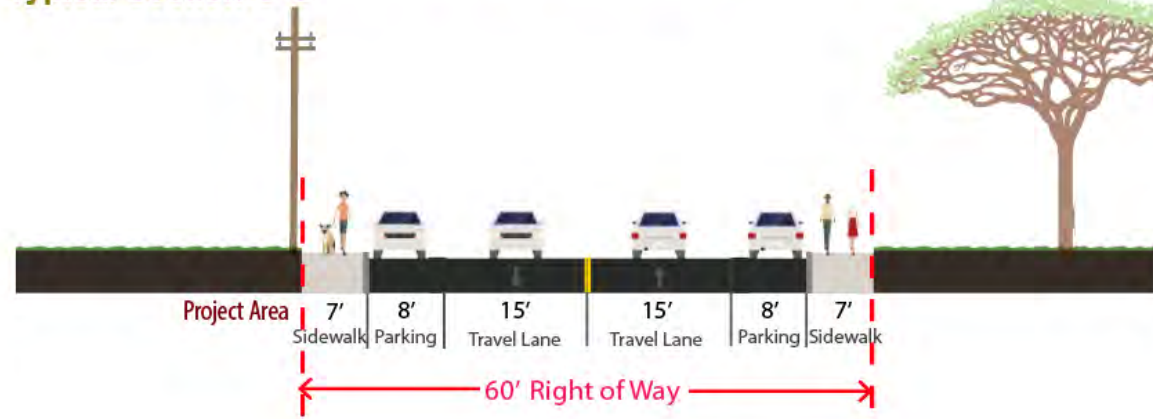 Project Area 7’ 8’ 15’ 15’ 8’ 7’
Sidewalk Parking Travel Lane Travel Lane Parking Sidewalk
60’ Right of Way